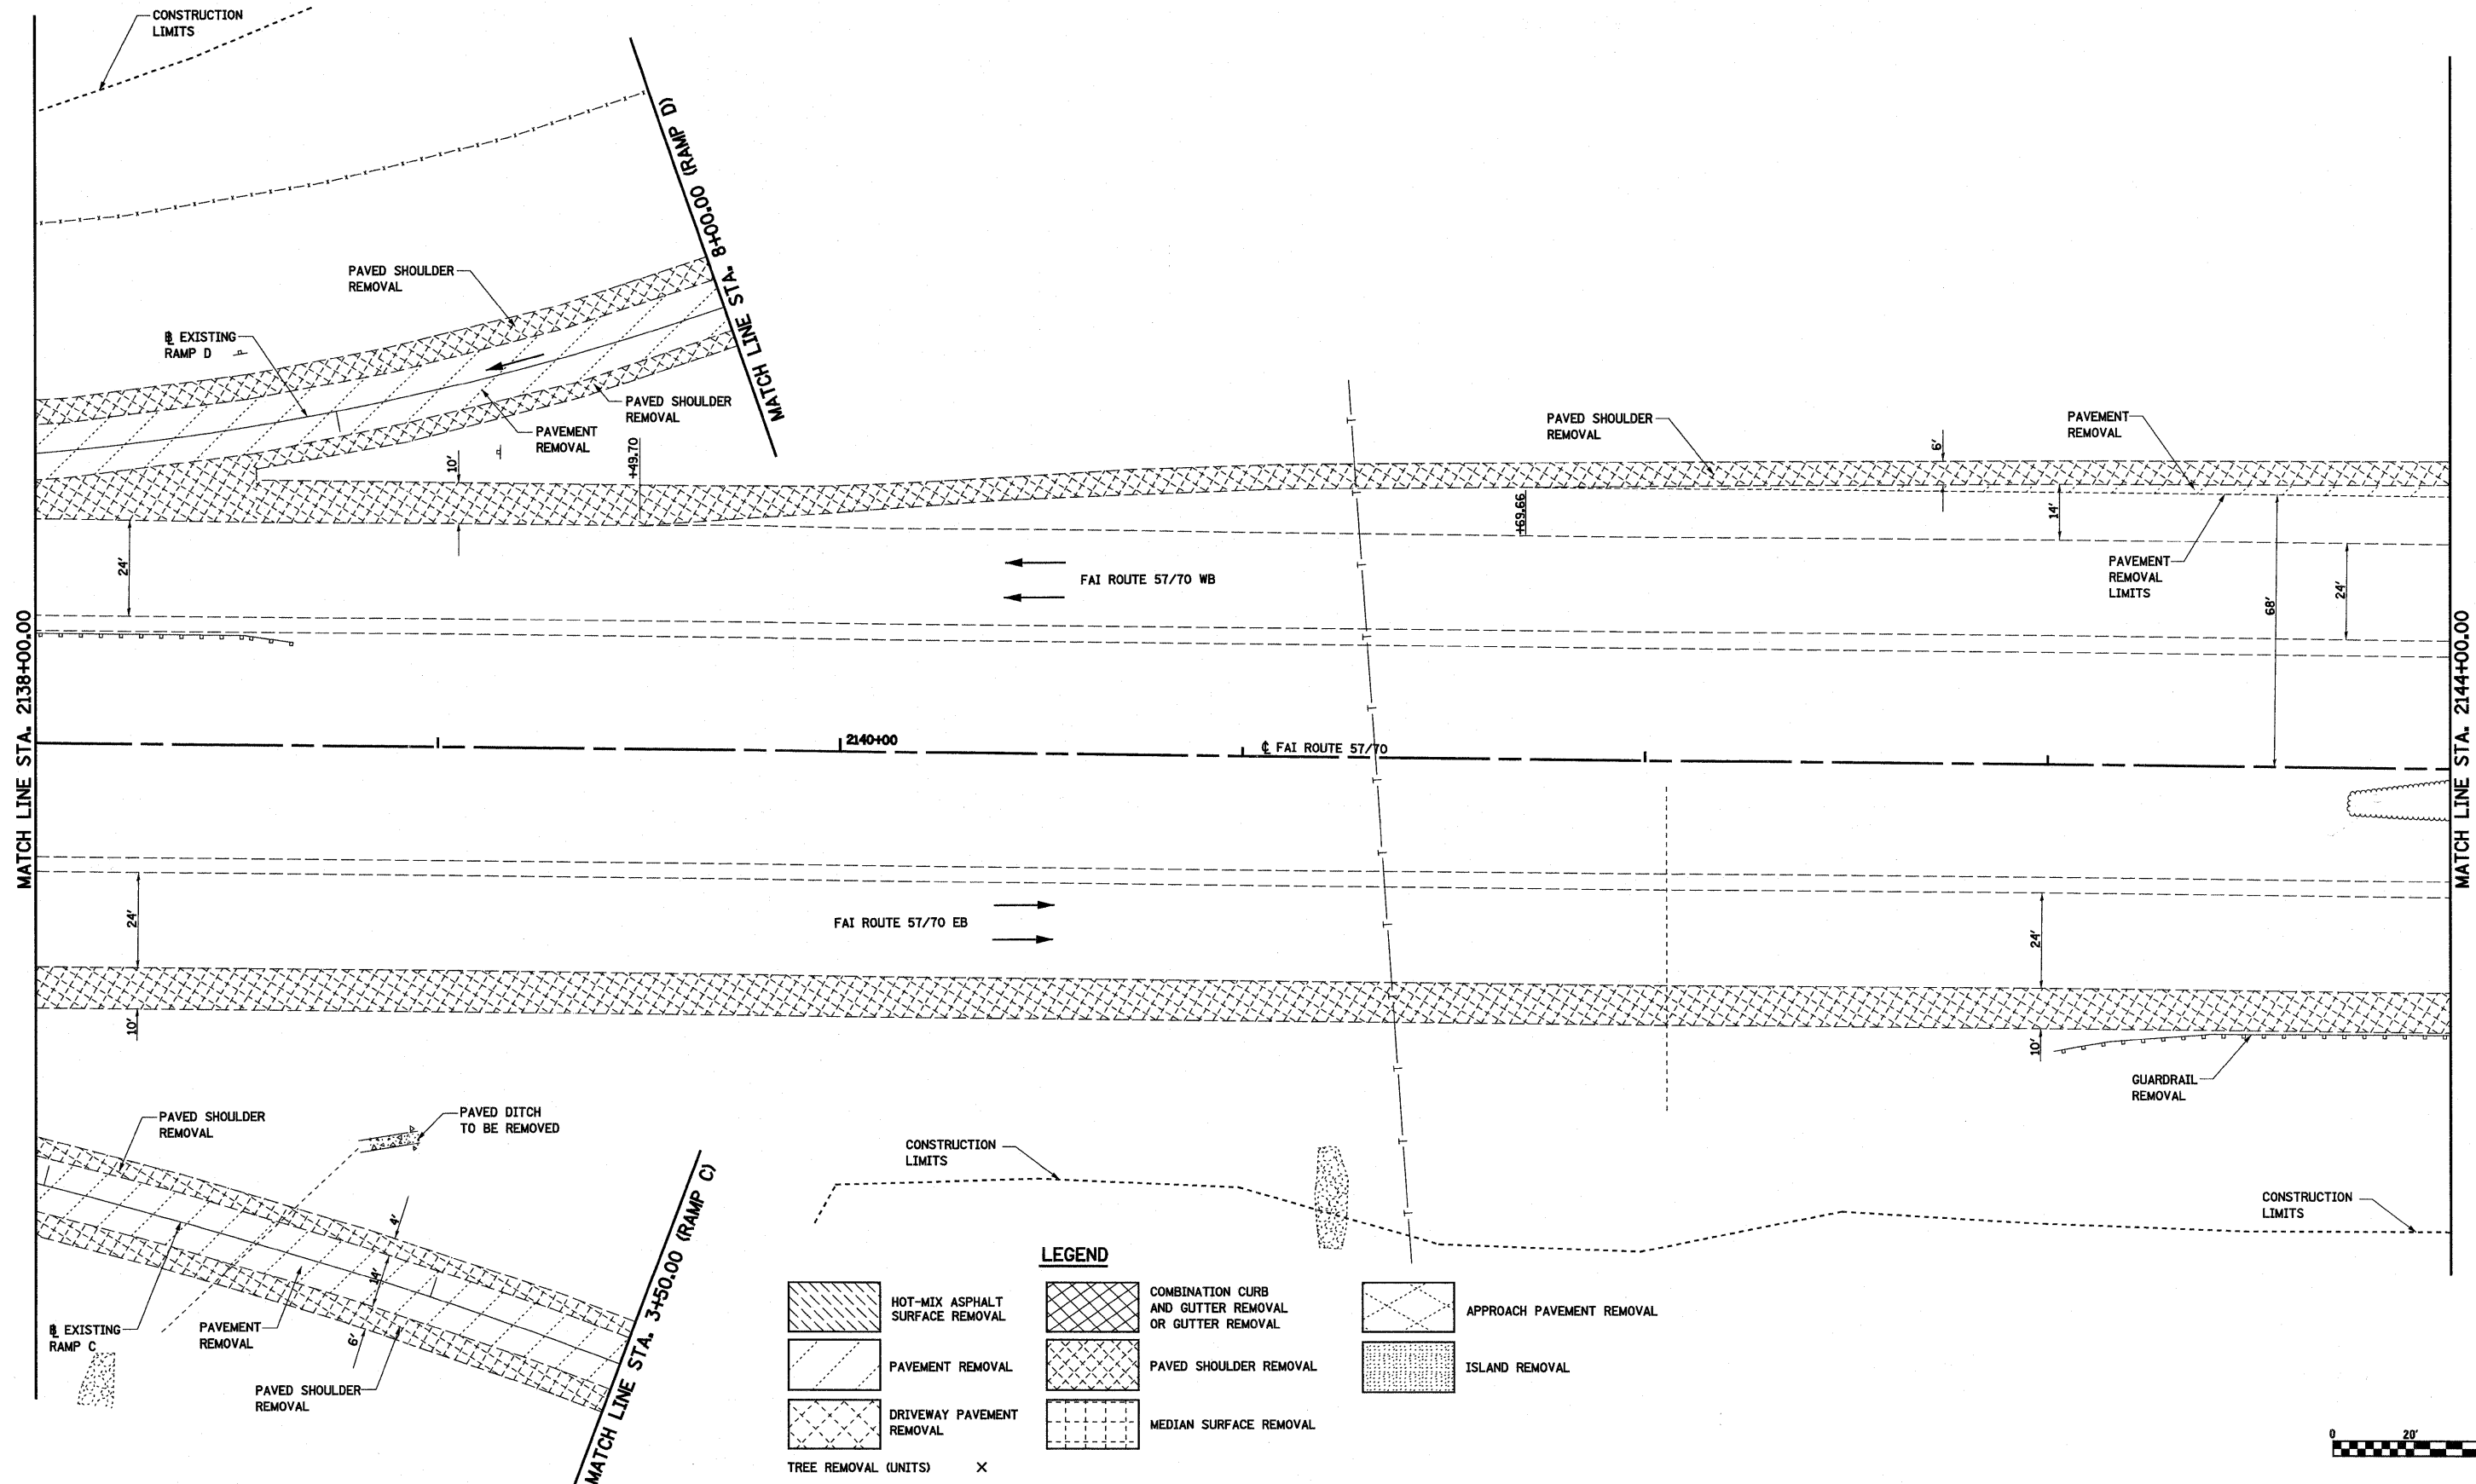 CONSTRUCTION
LIMITS
MATCH LINE STA. 8+00.00 (RAMP D)
PAVED SHOULDER
REMOVAL
℄ EXISTING
RAMP D
PAVED SHOULDER
REMOVAL
PAVEMENT
REMOVAL
10'
+49.70
PAVED SHOULDER
REMOVAL
6'
PAVEMENT
REMOVAL
+69.66
14'
24'
FAI ROUTE 57/70 WB
PAVEMENT
REMOVAL
LIMITS
24'
68'
MATCH LINE STA. 2138+00.00
MATCH LINE STA. 2144+00.00
2140+00
℄ FAI ROUTE 57/70
24'
FAI ROUTE 57/70 EB
24'
10'
10'
GUARDRAIL
REMOVAL
PAVED SHOULDER
REMOVAL
PAVED DITCH
TO BE REMOVED
CONSTRUCTION
LIMITS
CONSTRUCTION
LIMITS
4'
14'
6'
℄ EXISTING
RAMP C
PAVEMENT
REMOVAL
PAVED SHOULDER
REMOVAL
MATCH LINE STA. 3+50.00 (RAMP C)
LEGEND
HOT-MIX ASPHALT
SURFACE REMOVAL
COMBINATION CURB
AND GUTTER REMOVAL
OR GUTTER REMOVAL
APPROACH PAVEMENT REMOVAL
PAVEMENT REMOVAL
PAVED SHOULDER REMOVAL
ISLAND REMOVAL
DRIVEWAY PAVEMENT
REMOVAL
MEDIAN SURFACE REMOVAL
TREE REMOVAL (UNITS) X
0 20'
T
T
T
T
T
T
T
T
T
T
T
T